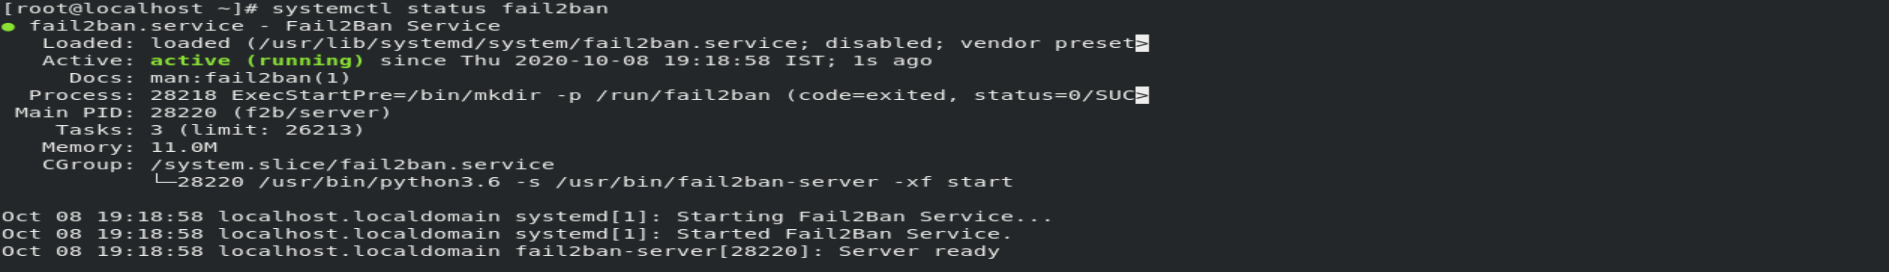 [root@localhost ~]# systemctl status fail2ban
● fail2ban.service - Fail2Ban Service
   Loaded: loaded (/usr/lib/systemd/system/fail2ban.service; disabled; vendor preset>
   Active: active (running) since Thu 2020-10-08 19:18:58 IST; 1s ago
     Docs: man:fail2ban(1)
  Process: 28218 ExecStartPre=/bin/mkdir -p /run/fail2ban (code=exited, status=0/SUC>
 Main PID: 28220 (f2b/server)
    Tasks: 3 (limit: 26213)
   Memory: 11.0M
   CGroup: /system.slice/fail2ban.service
           └─28220 /usr/bin/python3.6 -s /usr/bin/fail2ban-server -xf start

Oct 08 19:18:58 localhost.localdomain systemd[1]: Starting Fail2Ban Service...
Oct 08 19:18:58 localhost.localdomain systemd[1]: Started Fail2Ban Service.
Oct 08 19:18:58 localhost.localdomain fail2ban-server[28220]: Server ready